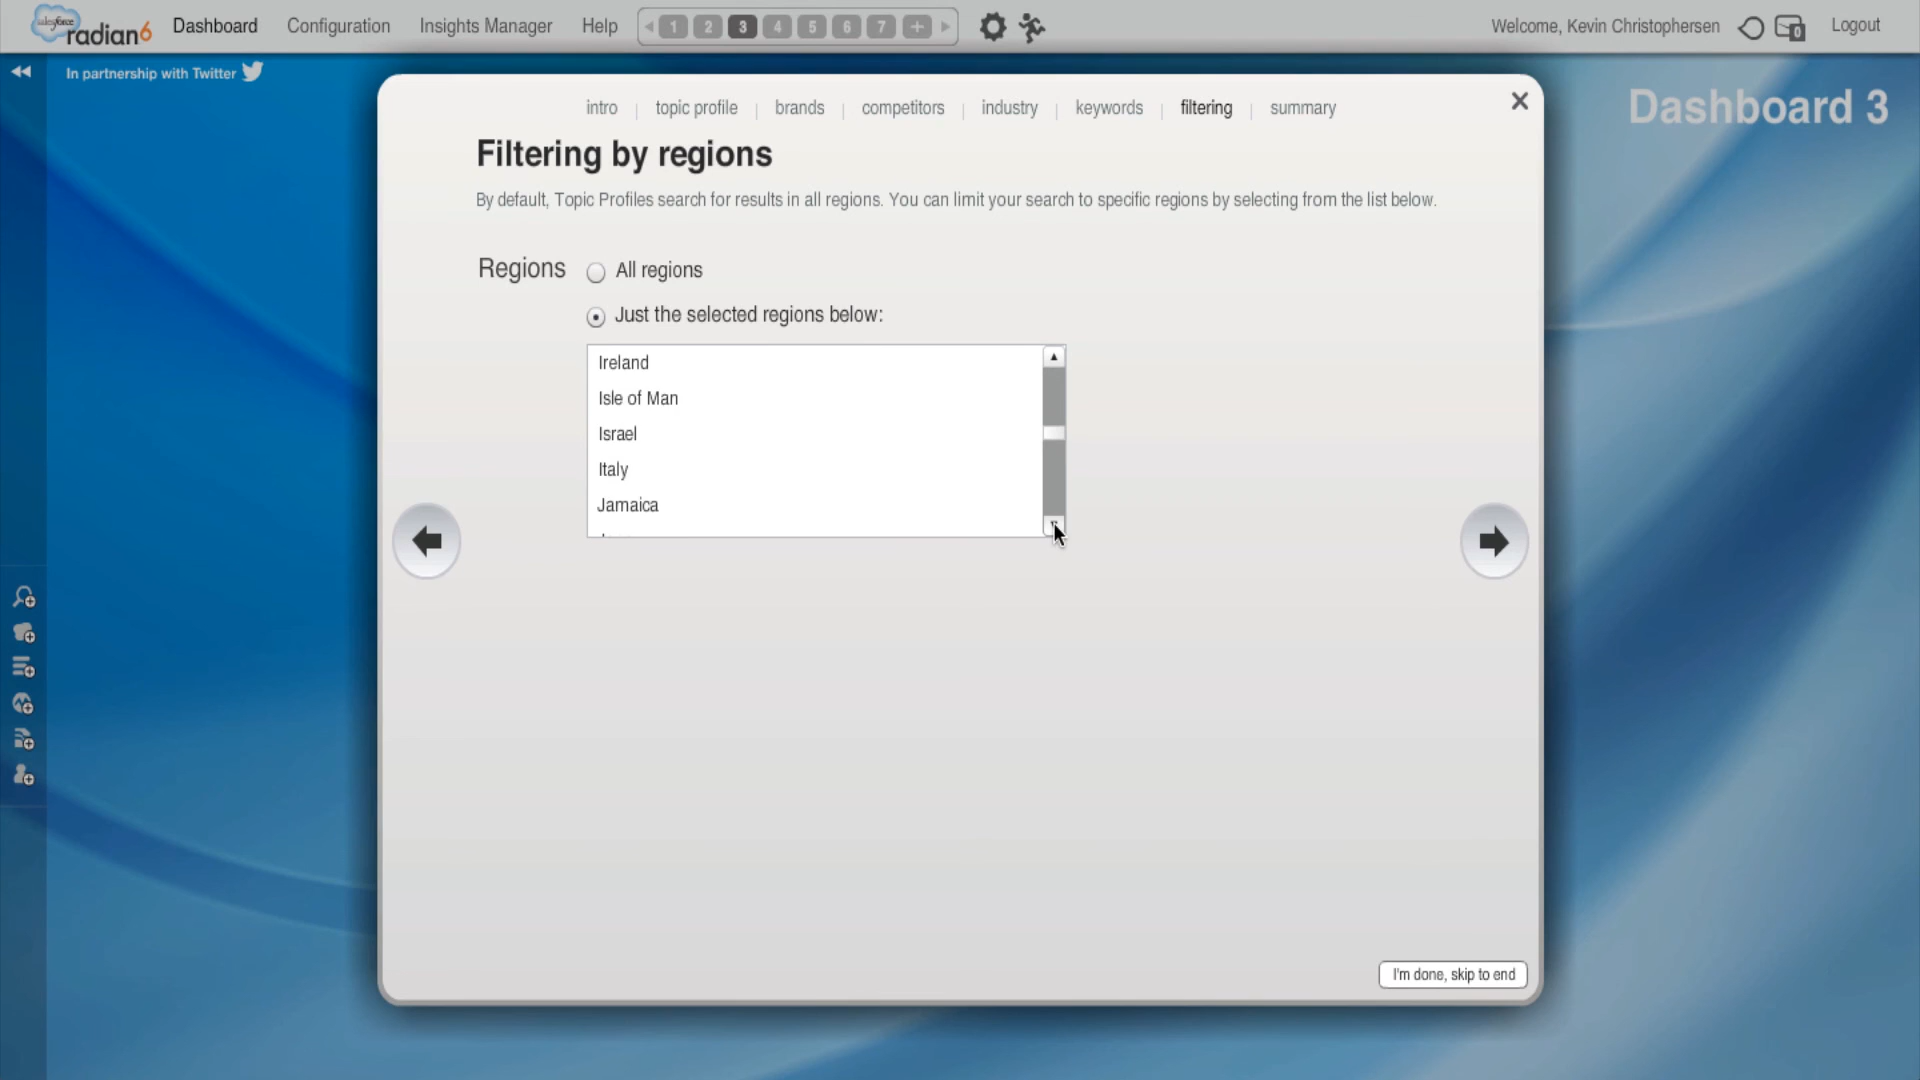 salesforce
radian6 Dashboard Configuration Insights Manager Help 1 2 3 4 5 6 7 + Welcome, Kevin Christophersen 0 Logout
In partnership with Twitter
Dashboard 3
intro | topic profile | brands | competitors | industry | keywords | filtering | summary
Filtering by regions
By default, Topic Profiles search for results in all regions. You can limit your search to specific regions by selecting from the list below.
Regions All regions
Just the selected regions below:
Ireland
Isle of Man
Israel
Italy
Jamaica
I'm done, skip to end